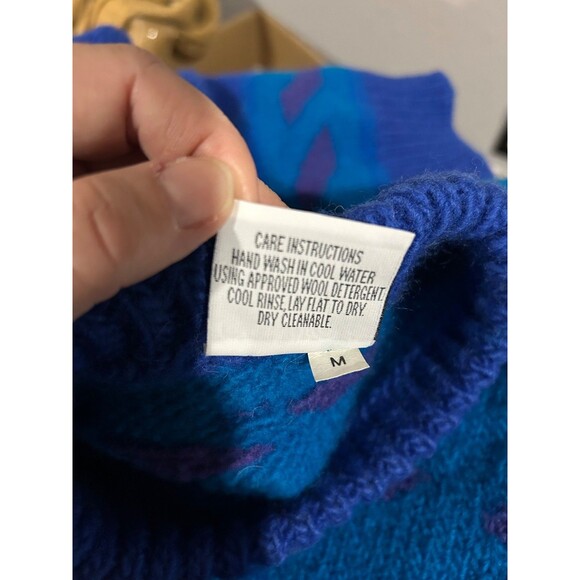 CARE INSTRUCTIONS
HAND WASH IN COOL WATER
USING APPROVED WOOL DETERGENT.
COOL RINSE, LAY FLAT TO DRY.
DRY CLEANABLE.
M